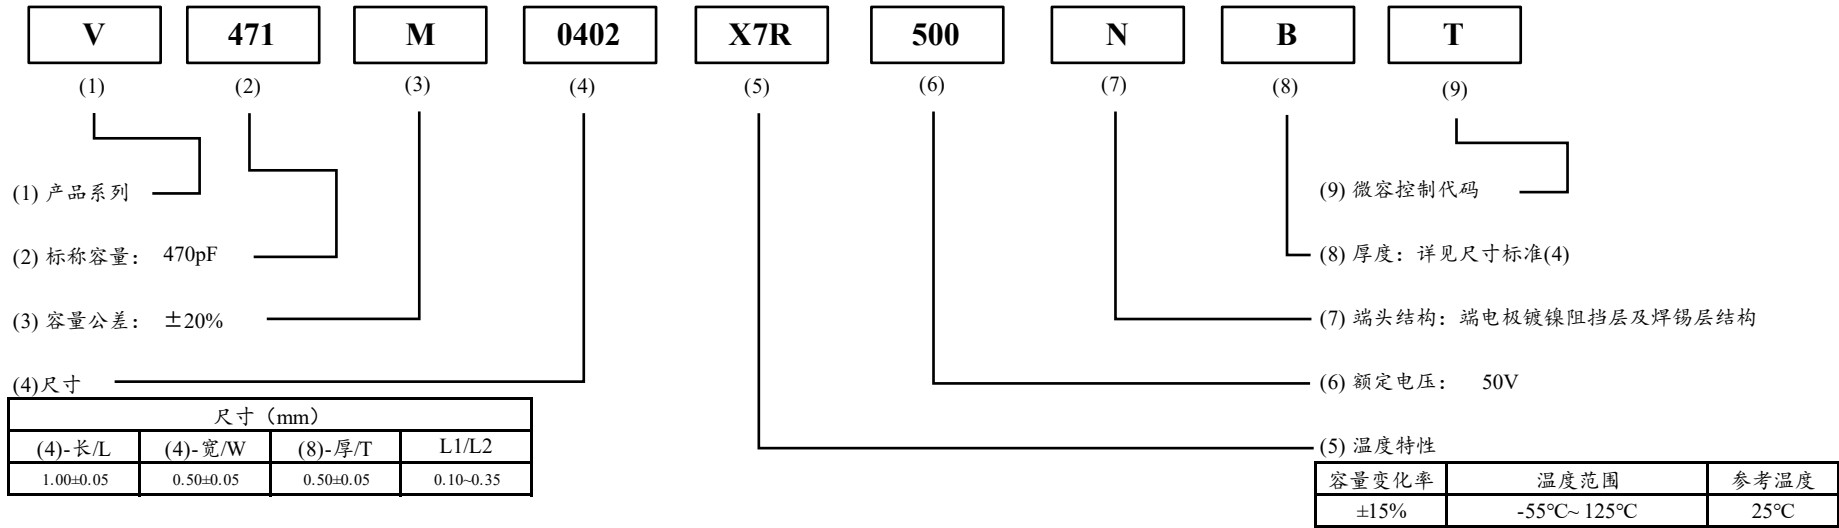 V 471 M 0402 X7R 500 N B T
(1) (2) (3) (4) (5) (6) (7) (8) (9)
(1) 产品系列
(9) 微容控制代码
(2) 标称容量： 470pF
(8) 厚度：详见尺寸标准(4)
(3) 容量公差： ±20%
(7) 端头结构：端电极镀镍阻挡层及焊锡层结构
(4)尺寸
(6) 额定电压： 50V
尺寸（mm）
(4)-长/L (4)-宽/W (8)-厚/T L1/L2
1.00±0.05 0.50±0.05 0.50±0.05 0.10~0.35
(5) 温度特性
容量变化率 温度范围 参考温度
±15% -55°C~ 125°C 25°C